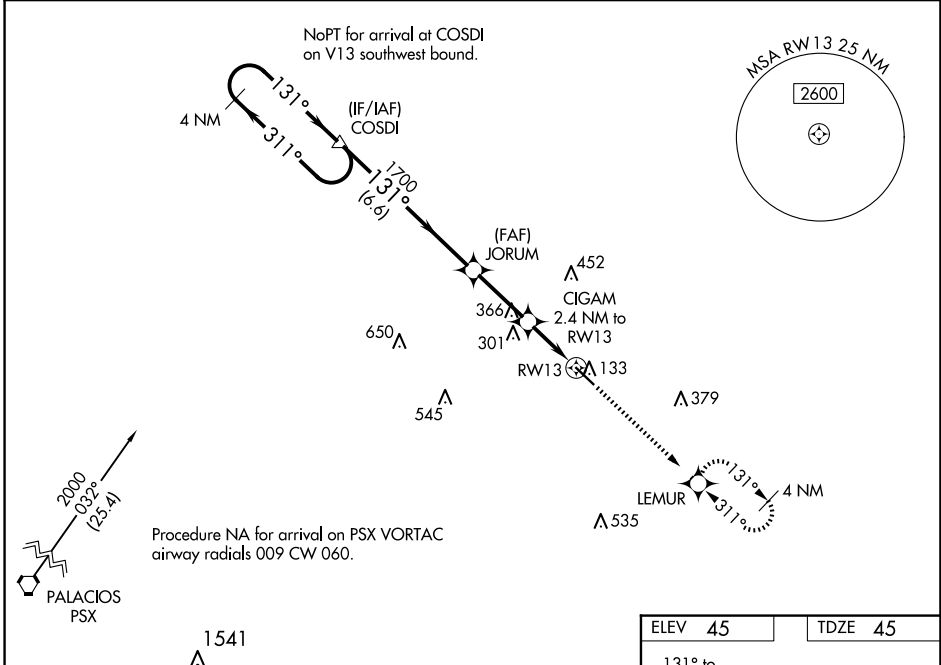 NoPT for arrival at COSDI
on V13 southwest bound.
MSA RW13 25 NM
2600
131°
4 NM
311°
(IF/IAF)
COSDI
1700
131°
(6.6)
(FAF)
JORUM
452
CIGAM
2.4 NM to
RW13
366
301
650
RW13
133
545
379
131°
4 NM
311°
LEMUR
535
2000
032°
(25.4)
Procedure NA for arrival on PSX VORTAC
airway radials 009 CW 060.
PALACIOS
PSX
1541
ELEV 45
TDZE 45
131° to